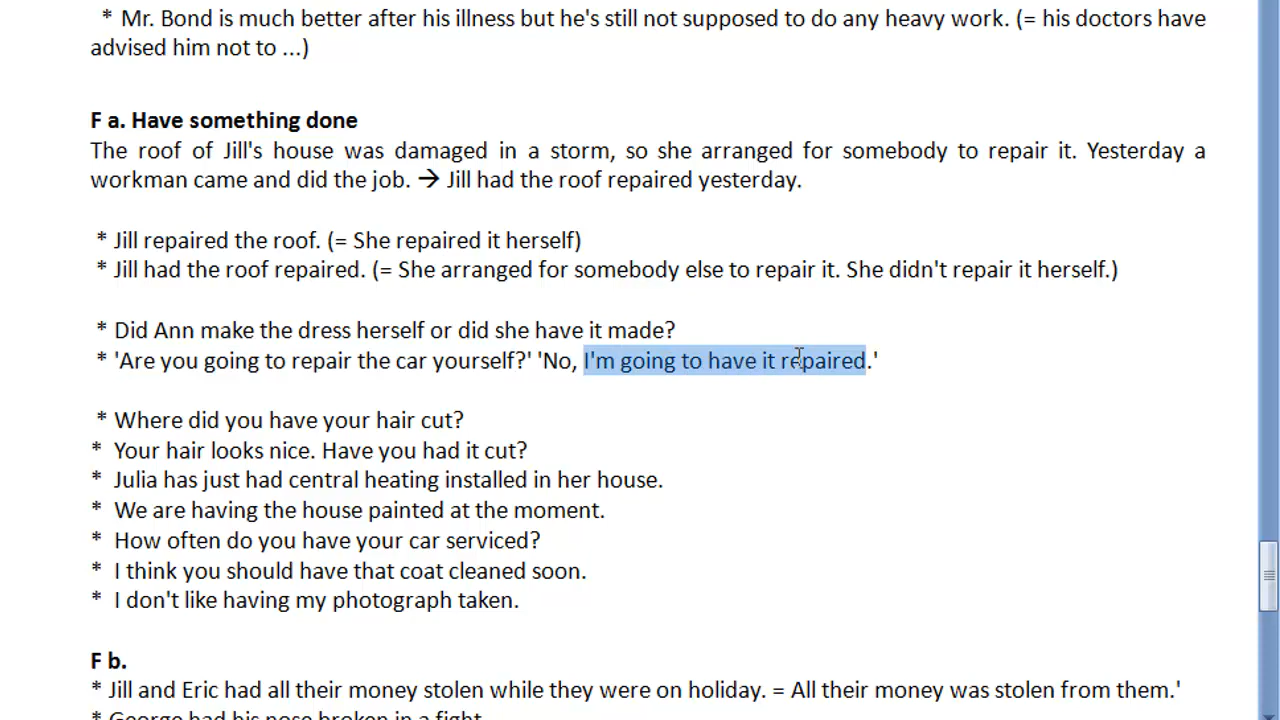 * Mr. Bond is much better after his illness but he's still not supposed to do any heavy work. (= his doctors have
advised him not to ...)
F a. Have something done
The roof of Jill's house was damaged in a storm, so she arranged for somebody to repair it. Yesterday a
workman came and did the job. → Jill had the roof repaired yesterday.
* Jill repaired the roof. (= She repaired it herself)
* Jill had the roof repaired. (= She arranged for somebody else to repair it. She didn't repair it herself.)
* Did Ann make the dress herself or did she have it made?
* 'Are you going to repair the car yourself?' 'No, I'm going to have it repaired.'
* Where did you have your hair cut?
* Your hair looks nice. Have you had it cut?
* Julia has just had central heating installed in her house.
* We are having the house painted at the moment.
* How often do you have your car serviced?
* I think you should have that coat cleaned soon.
* I don't like having my photograph taken.
F b.
* Jill and Eric had all their money stolen while they were on holiday. = All their money was stolen from them.'
* George had his nose broken in a fight